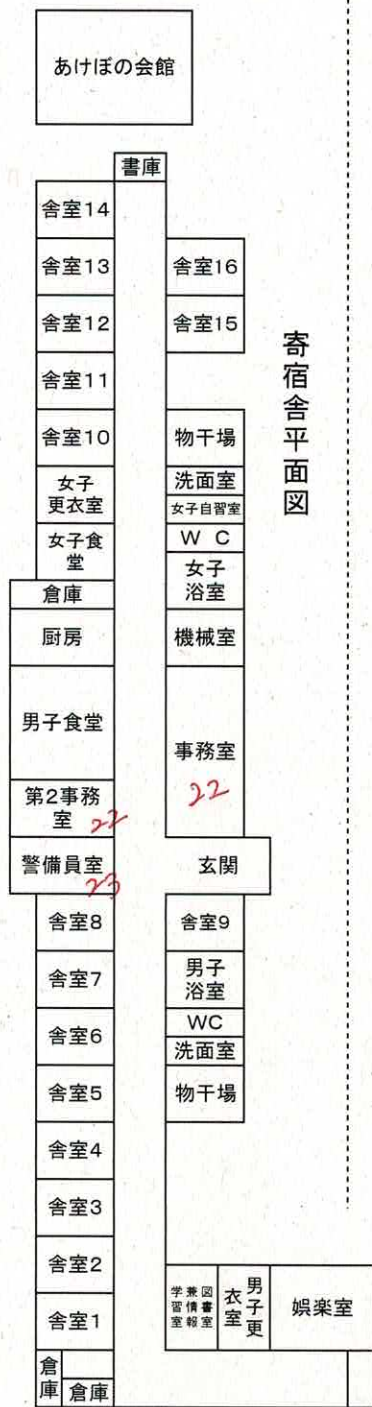 あけぼの会館
書庫
舎室14
舎室13
舎室12
舎室11
舎室10
女子
更衣室
女子食
堂
倉庫
厨房
男子食堂
第2事務
室
22
警備員室
23
舎室8
舎室7
舎室6
舎室5
舎室4
舎室3
舎室2
舎室1
倉庫
倉庫
舎室16
舎室15
物干場
洗面室
女子自習室
W C
女子
浴室
機械室
事務室
22
玄関
舎室9
男子
浴室
WC
洗面室
物干場
図書室
兼情報
学習室
男子更
衣室
娯楽室
寄宿舎平面図